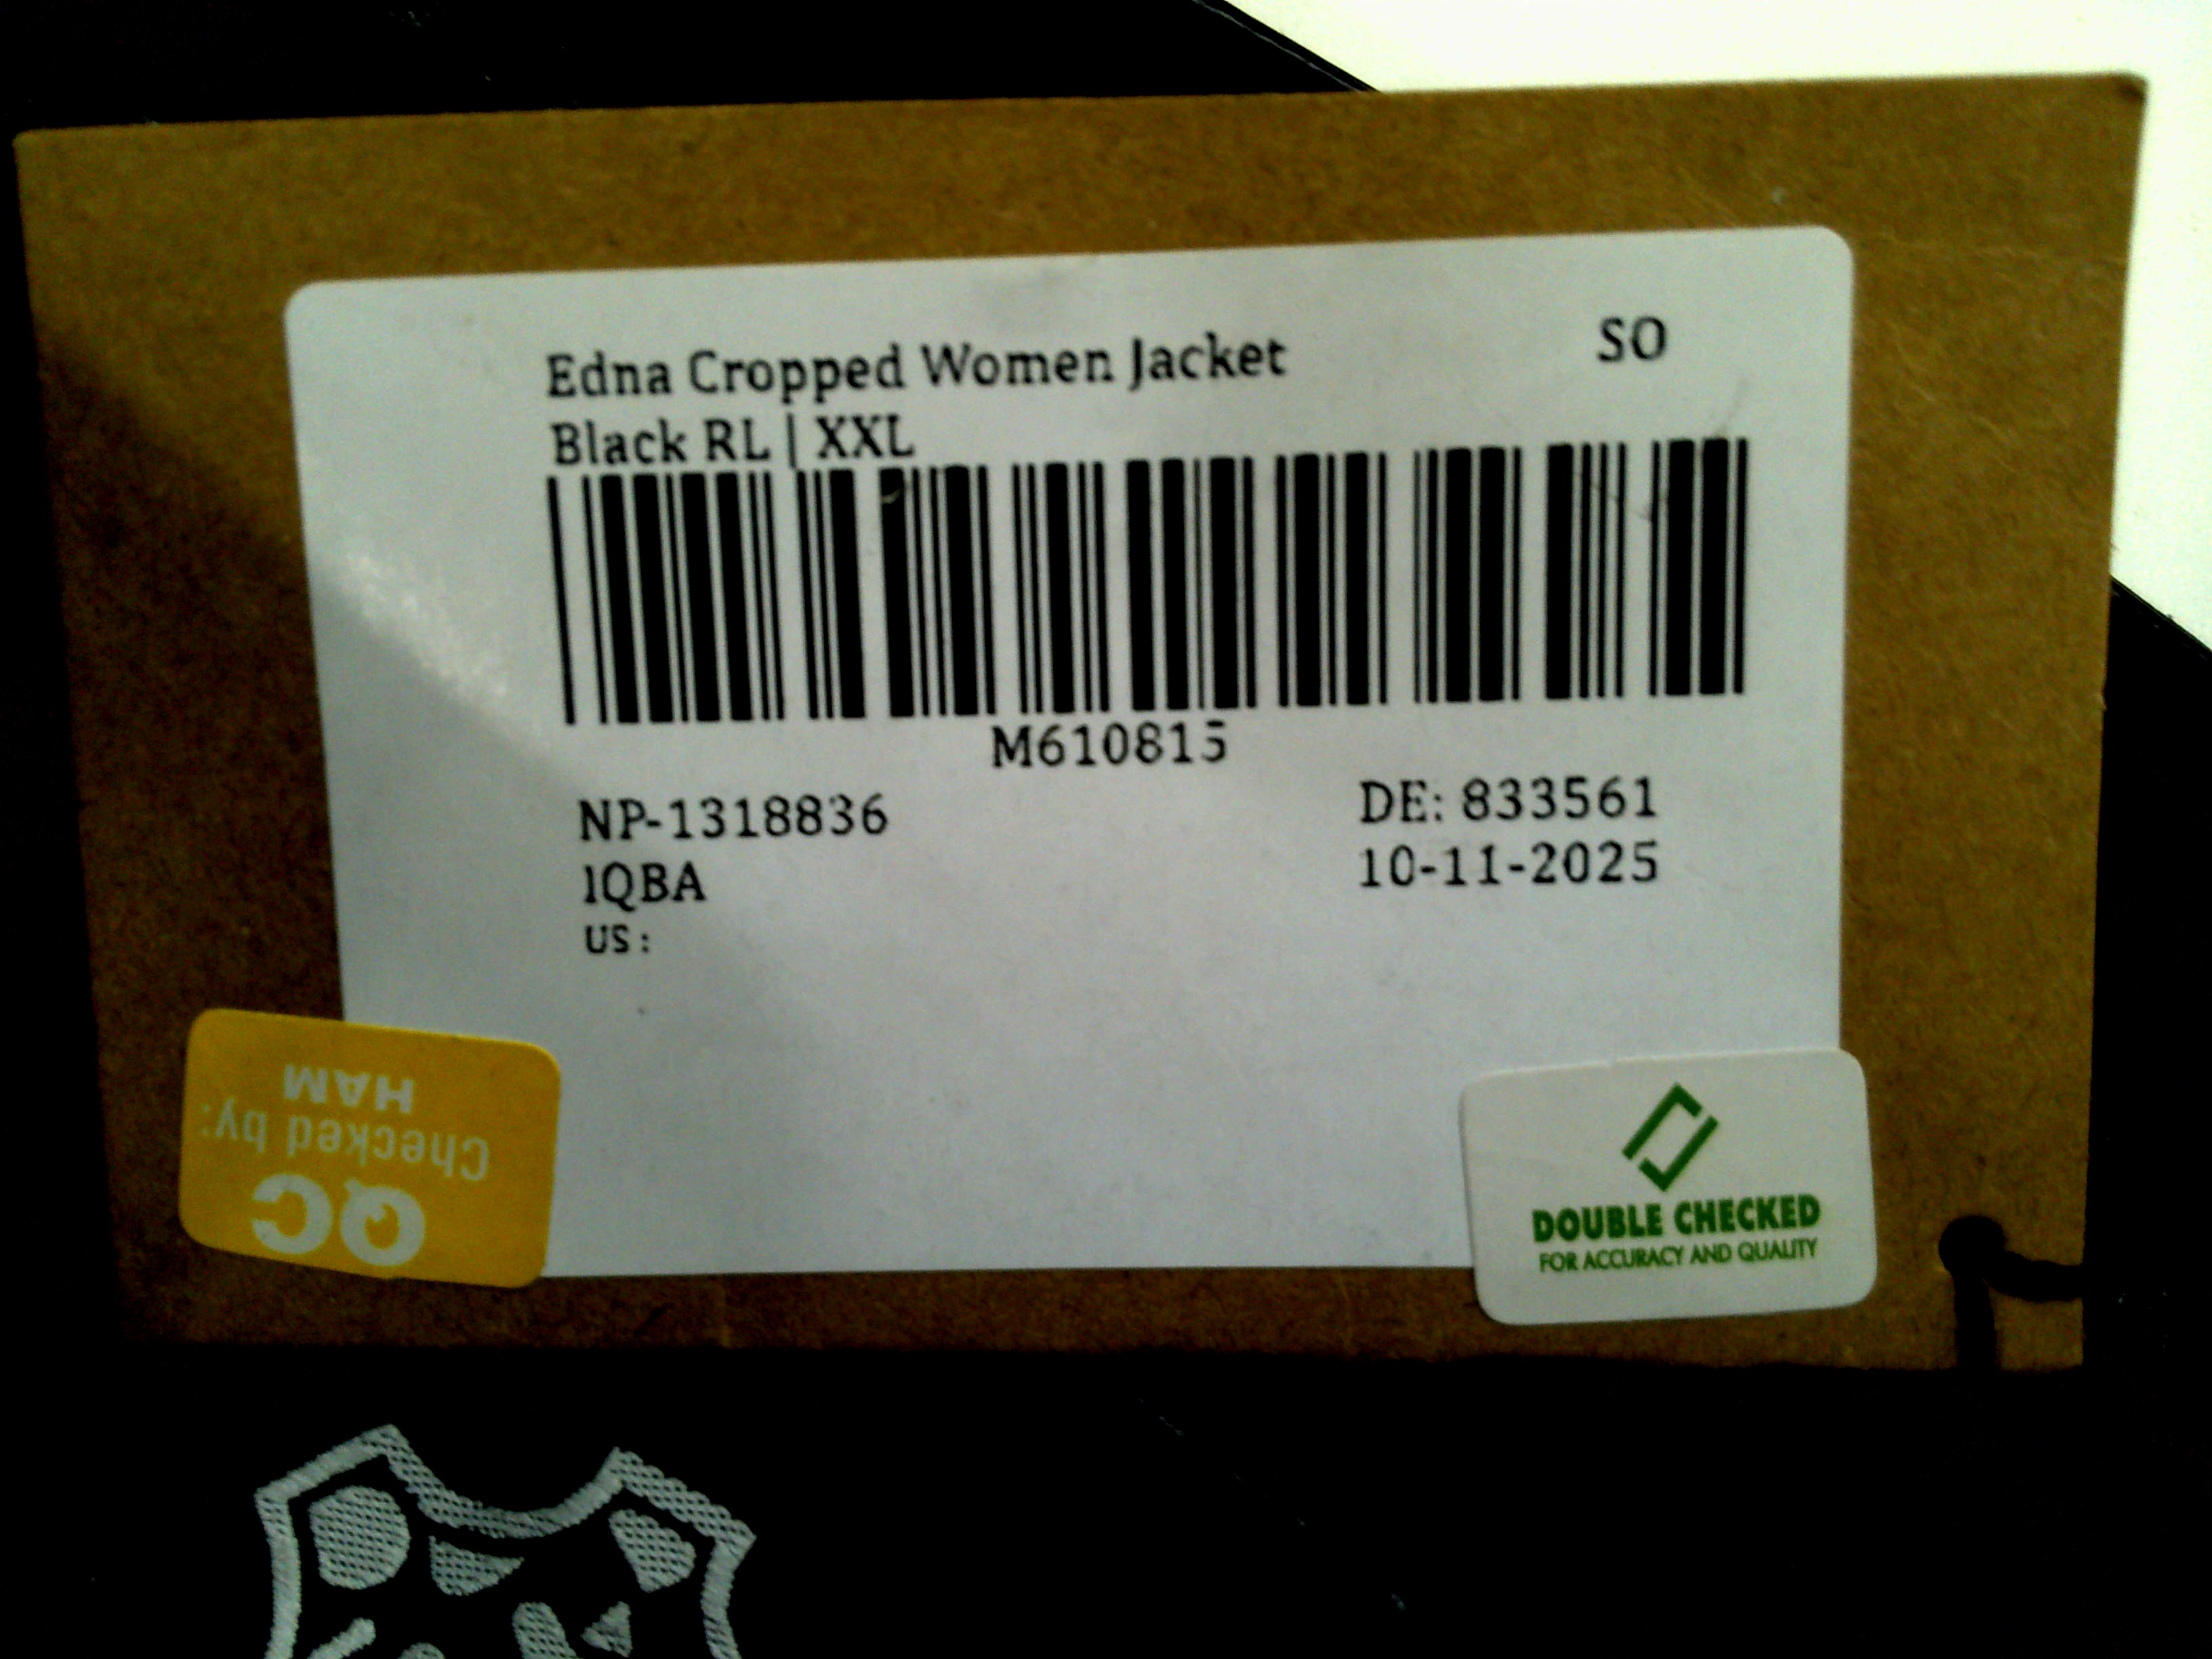 Edna Cropped Women Jacket
SO
Black RL | XXL
M610815
NP-1318836
DE: 833561
IQBA
10-11-2025
US:
QC
Checked by:
HAM
DOUBLE CHECKED
FOR ACCURACY AND QUALITY